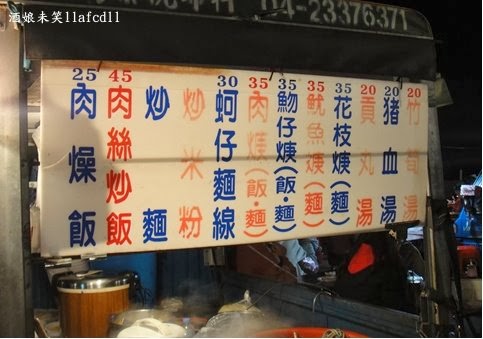 酒娘未笑llafcdll
04-23376371
20 竹筍湯
20 豬血湯
20 貢丸湯
35 花枝焿(麵)
35 魷魚焿(麵)
35 魩仔焿(飯·麵)
35 肉焿(飯·麵)
30 蚵仔麵線
炒米粉
炒麵
45 肉絲炒飯
25 肉燥飯